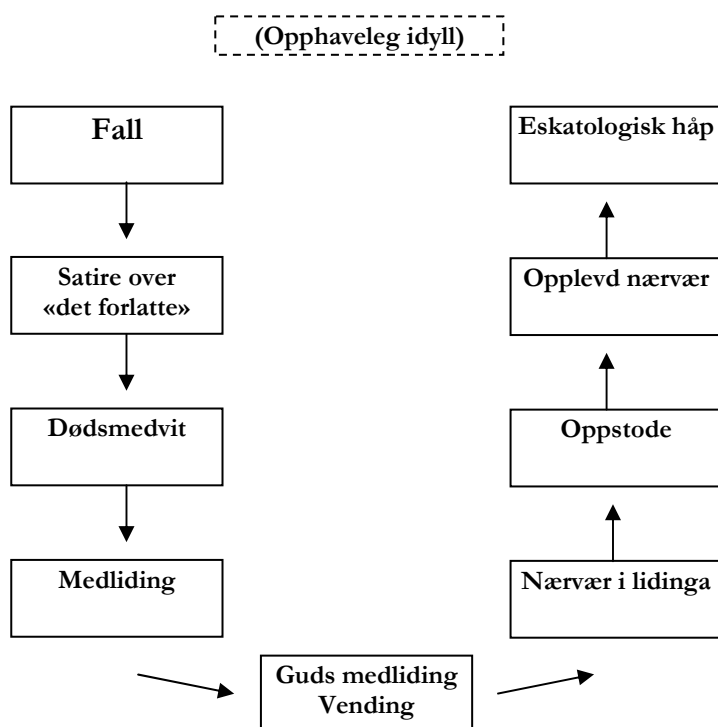 (Opphaveleg idyll)
Fall
Satire over
«det forlatte»
Dødsmedvit
Medliding
Guds medliding
Vending
Nærvær i lidinga
Oppstode
Opplevd nærvær
Eskatologisk håp